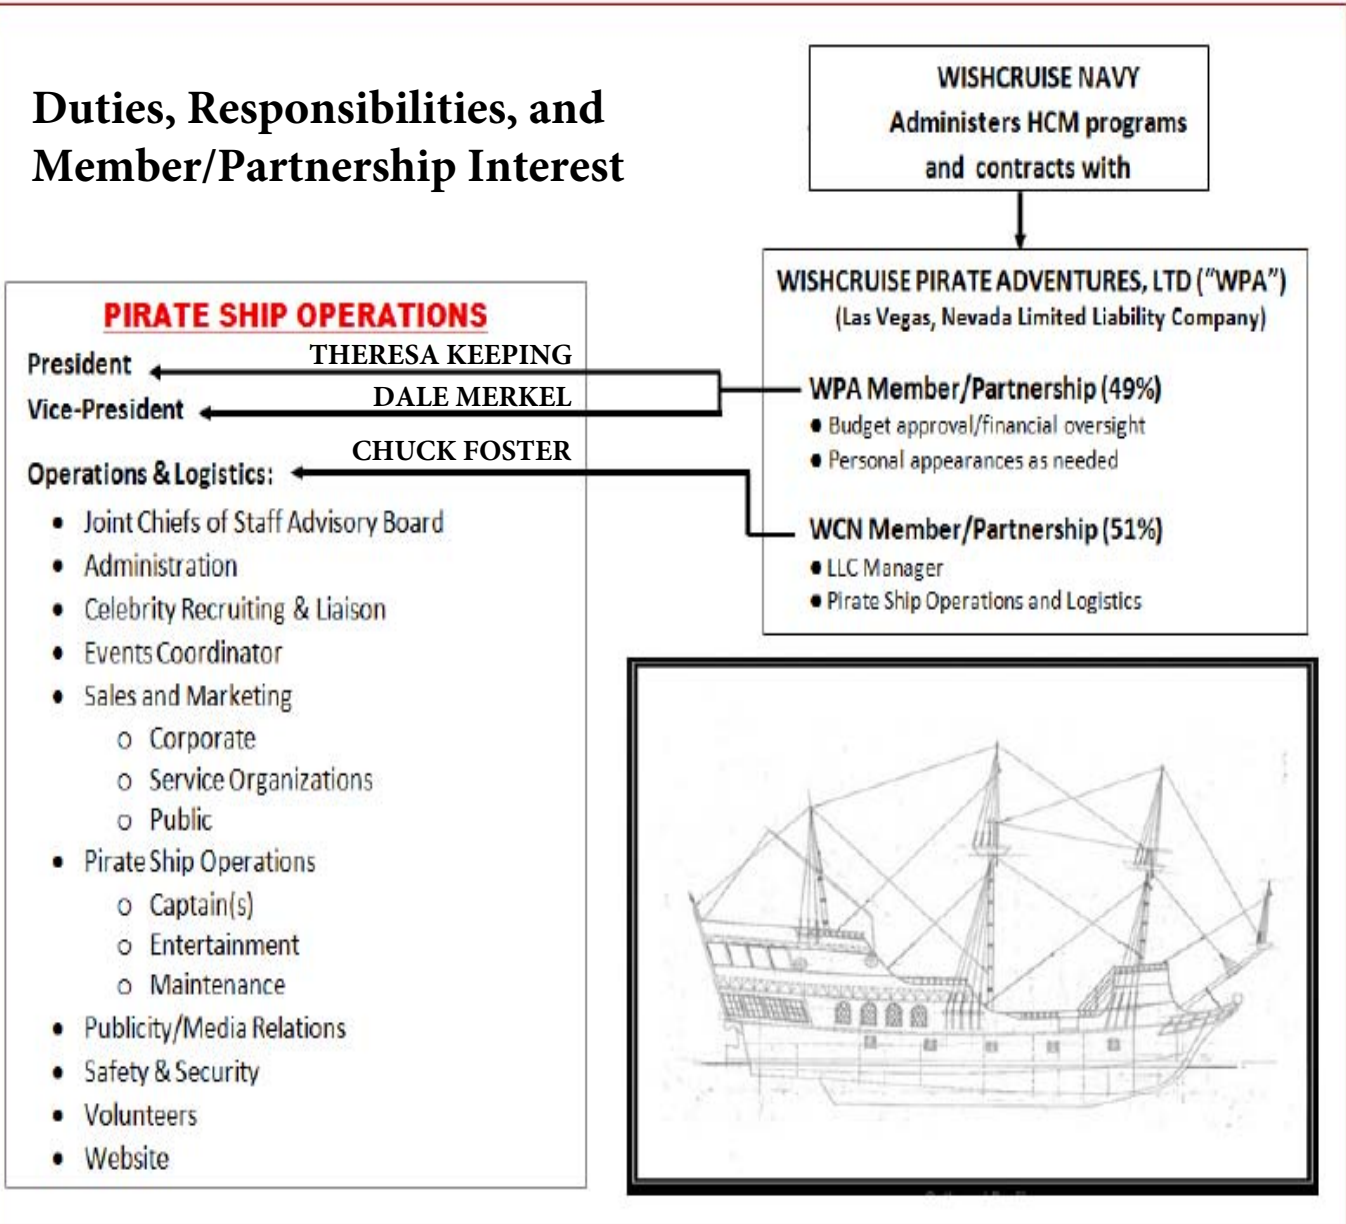 Duties, Responsibilities, and
Member/Partnership Interest
WISHCRUISE NAVY
Administers HCM programs
and contracts with
WISHCRUISE PIRATE ADVENTURES, LTD ("WPA")
(Las Vegas, Nevada Limited Liability Company)
WPA Member/Partnership (49%)
● Budget approval/financial oversight
● Personal appearances as needed
WCN Member/Partnership (51%)
● LLC Manager
● Pirate Ship Operations and Logistics
PIRATE SHIP OPERATIONS
President THERESA KEEPING
Vice-President DALE MERKEL
CHUCK FOSTER
Operations & Logistics:
• Joint Chiefs of Staff Advisory Board
• Administration
• Celebrity Recruiting & Liaison
• Events Coordinator
• Sales and Marketing
o Corporate
o Service Organizations
o Public
• Pirate Ship Operations
o Captain(s)
o Entertainment
o Maintenance
• Publicity/Media Relations
• Safety & Security
• Volunteers
• Website